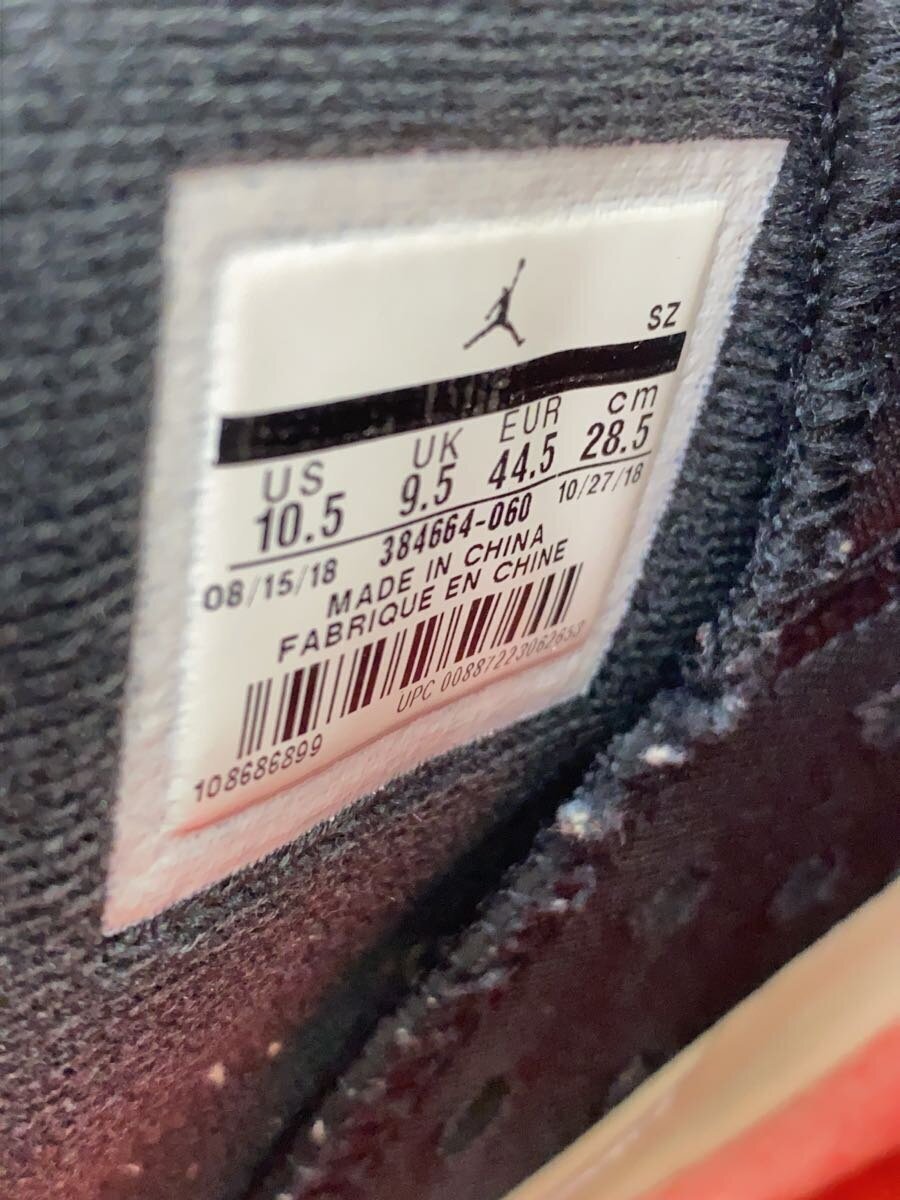 SZ
US UK EUR cm
10.5 9.5 44.5 28.5
08/15/18 384664-060 10/27/18
MADE IN CHINA
FABRIQUE EN CHINE
UPC 00887223062653
108686899